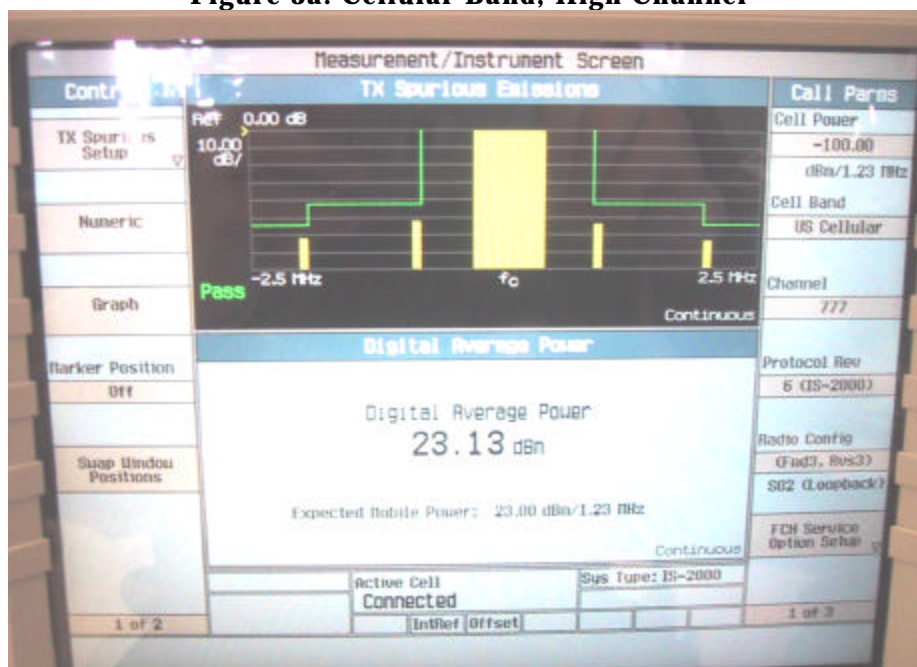 Figure 3a: Cellular Band, High Channel
Measurement/Instrument Screen
TX Spurious Emissions
Call Parms
TX
Setup
Numeric
Graph
Marker Position
Off
Swap Window
Positions
1 of 2
Ref 0.00 dB
10.00
dB/
-2.5 MHz
fc
2.5 MHz
Pass
Continuous
Digital Average Power
Digital Average Power
23.13 dBm
Expected Mobile Power: 23.00 dBm/1.23 MHz
Continuous
Active Cell
Connected
Sys Type: IS-2000
IntRef Offset
Cell Power
-100.00
dBm/1.23 MHz
Cell Band
US Cellular
Channel
777
Protocol Rev
6 (IS-2000)
Radio Config
(Fwd3, Rvs3)
SO2 (Loopback)
FCH Service
Option Setup
1 of 3